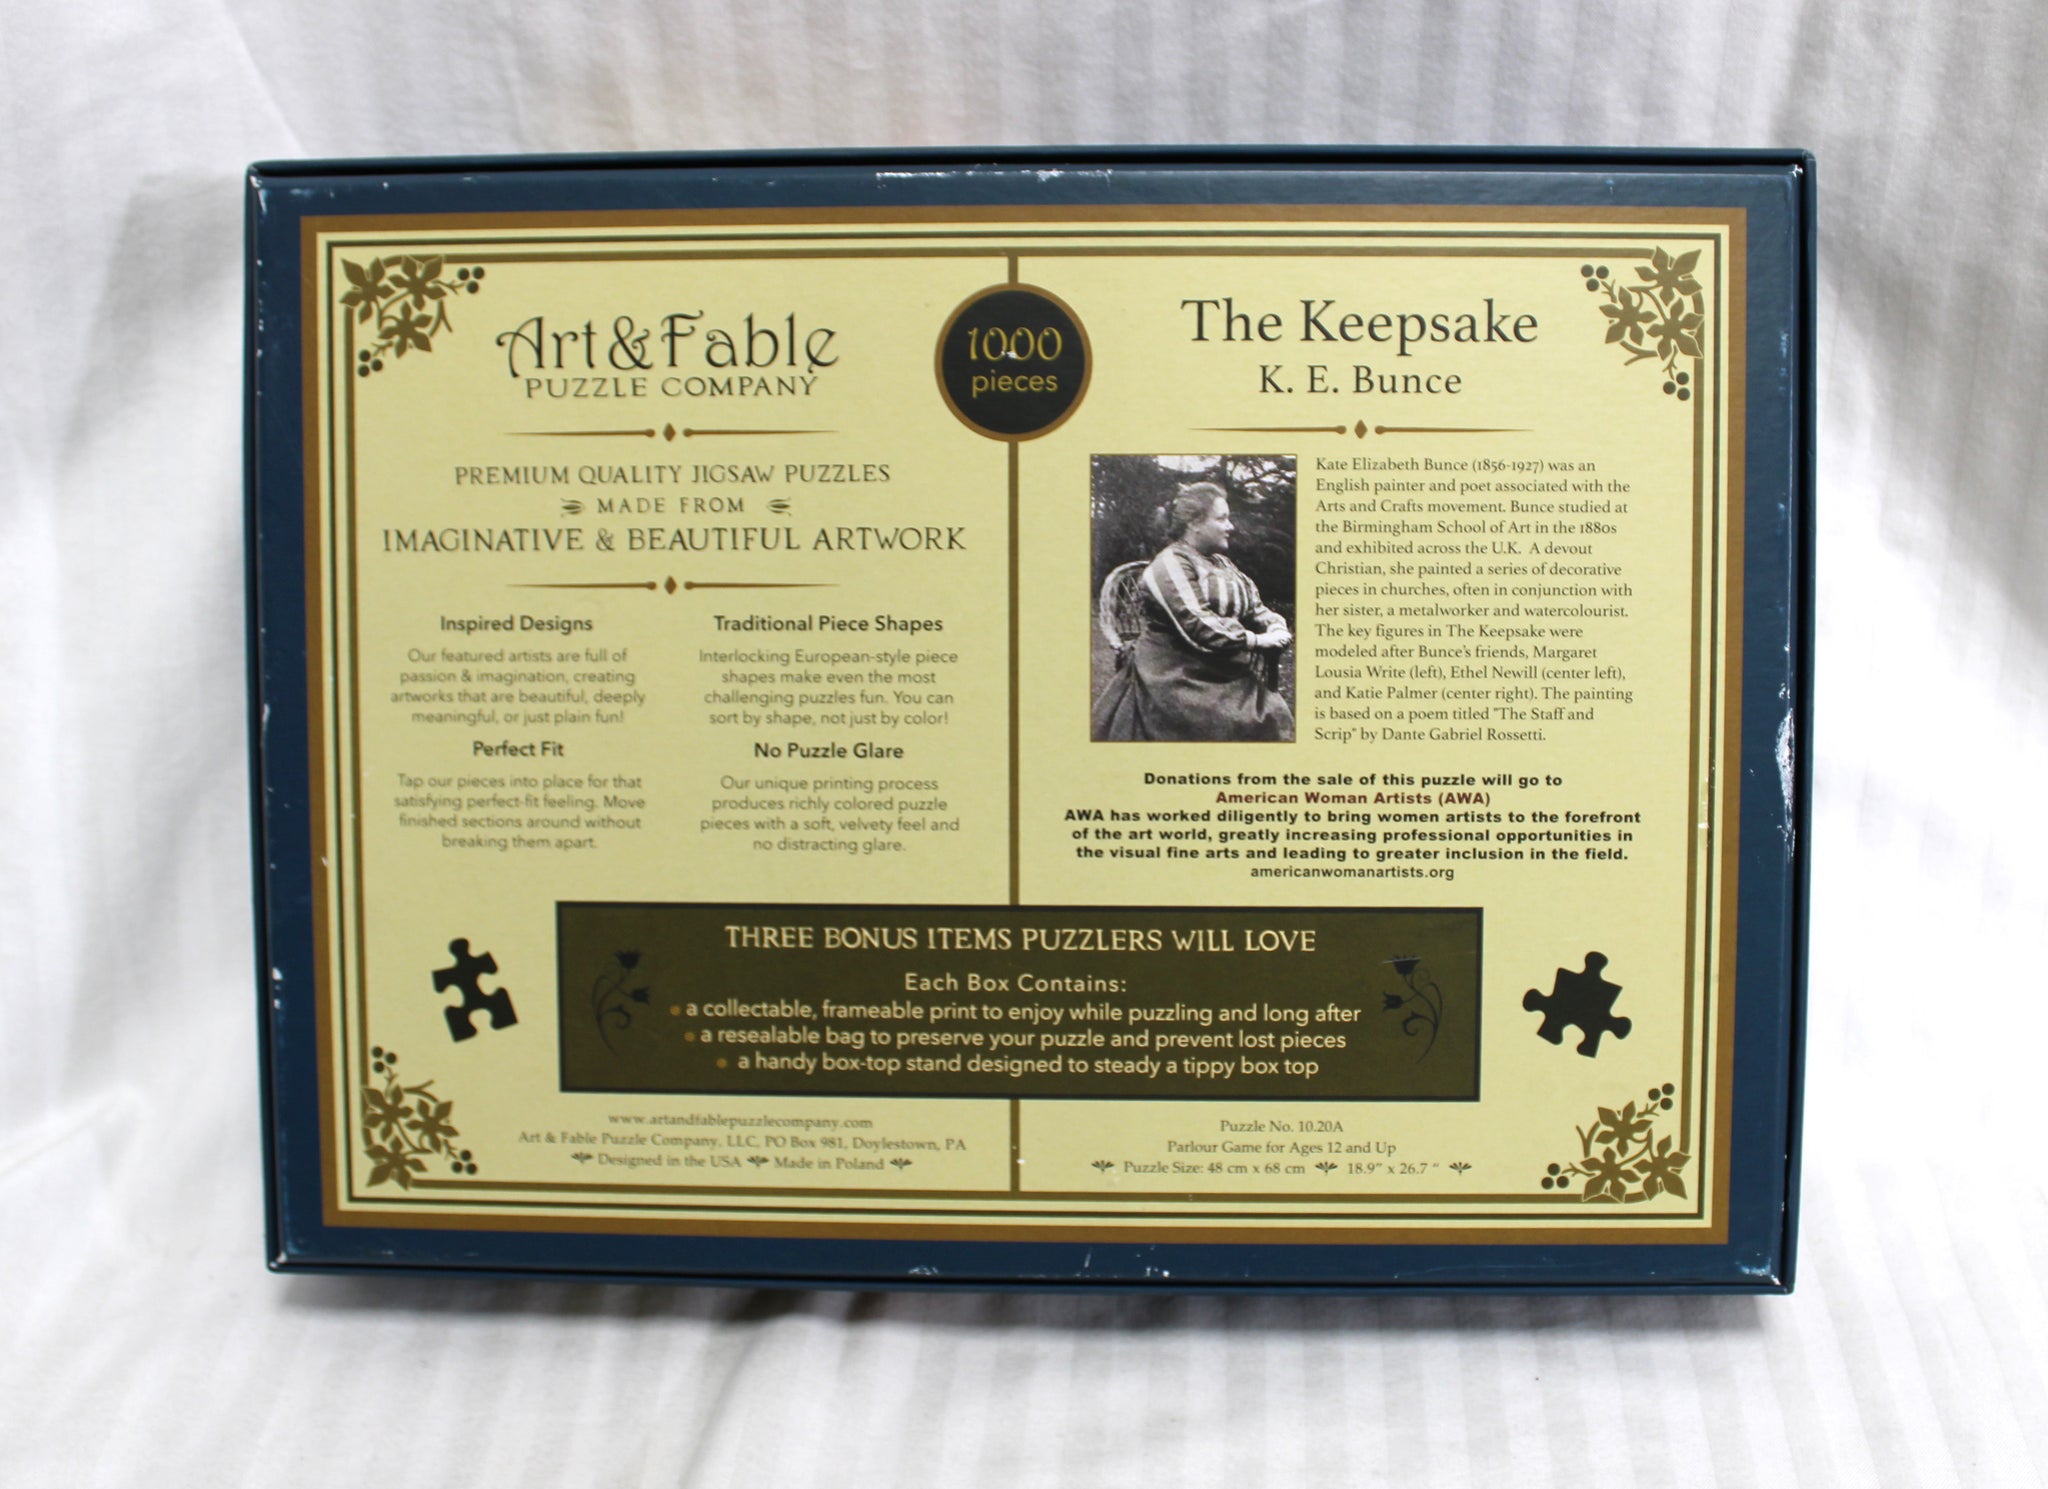 Art & Fable
PUZZLE COMPANY
PREMIUM QUALITY JIGSAW PUZZLES
MADE FROM
IMAGINATIVE & BEAUTIFUL ARTWORK
Inspired Designs
Our featured artists are full of
passion & imagination, creating
artworks that are beautiful, deeply
meaningful, or just plain fun!
Traditional Piece Shapes
Interlocking European-style piece
shapes make even the most
challenging puzzles fun. You can
sort by shape, not just by color!
Perfect Fit
Tap our pieces into place for that
satisfying perfect-fit feeling. Move
finished sections around without
breaking them apart.
No Puzzle Glare
Our unique printing process
produces richly colored puzzle
pieces with a soft, velvety feel and
no distracting glare.
1000
pieces
The Keepsake
K. E. Bunce
Kate Elizabeth Bunce (1856-1927) was an
English painter and poet associated with the
Arts and Crafts movement. Bunce studied at
the Birmingham School of Art in the 1880s
and exhibited across the U.K. A devout
Christian, she painted a series of decorative
pieces in churches, often in conjunction with
her sister, a metalworker and watercolourist.
The key figures in The Keepsake were
modeled after Bunce's friends, Margaret
Lousia Write (left), Ethel Newill (center left),
and Katie Palmer (center right). The painting
is based on a poem titled "The Staff and
Scrip" by Dante Gabriel Rossetti.
Donations from the sale of this puzzle will go to
American Woman Artists (AWA)
AWA has worked diligently to bring women artists to the forefront
of the art world, greatly increasing professional opportunities in
the visual fine arts and leading to greater inclusion in the field.
americanwomanartists.org
THREE BONUS ITEMS PUZZLERS WILL LOVE
Each Box Contains:
• a collectable, frameable print to enjoy while puzzling and long after
• a resealable bag to preserve your puzzle and prevent lost pieces
• a handy box-top stand designed to steady a tippy box top
www.artandfablepuzzlecompany.com
Art & Fable Puzzle Company, LLC, PO Box 981, Doylestown, PA
Designed in the USA Made in Poland
Puzzle No. 10.20A
Parlour Game for Ages 12 and Up
Puzzle Size: 48 cm x 68 cm 18.9" x 26.7 "